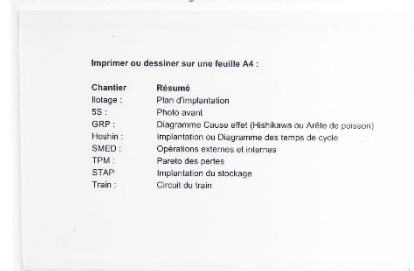 Imprimer ou dessiner sur une feuille A4 :
Chantier Résumé
Ilotage : Plan d'implantation
5S : Photo avant
GRP : Diagramme Cause effet (Hishikawa ou Arête de poisson)
Hoshin : Implantation ou Diagramme des temps de cycle
SMED : Opérations externes et internes
TPM : Pareto des pertes
STAP Implantation du stockage
Train : Circuit du train